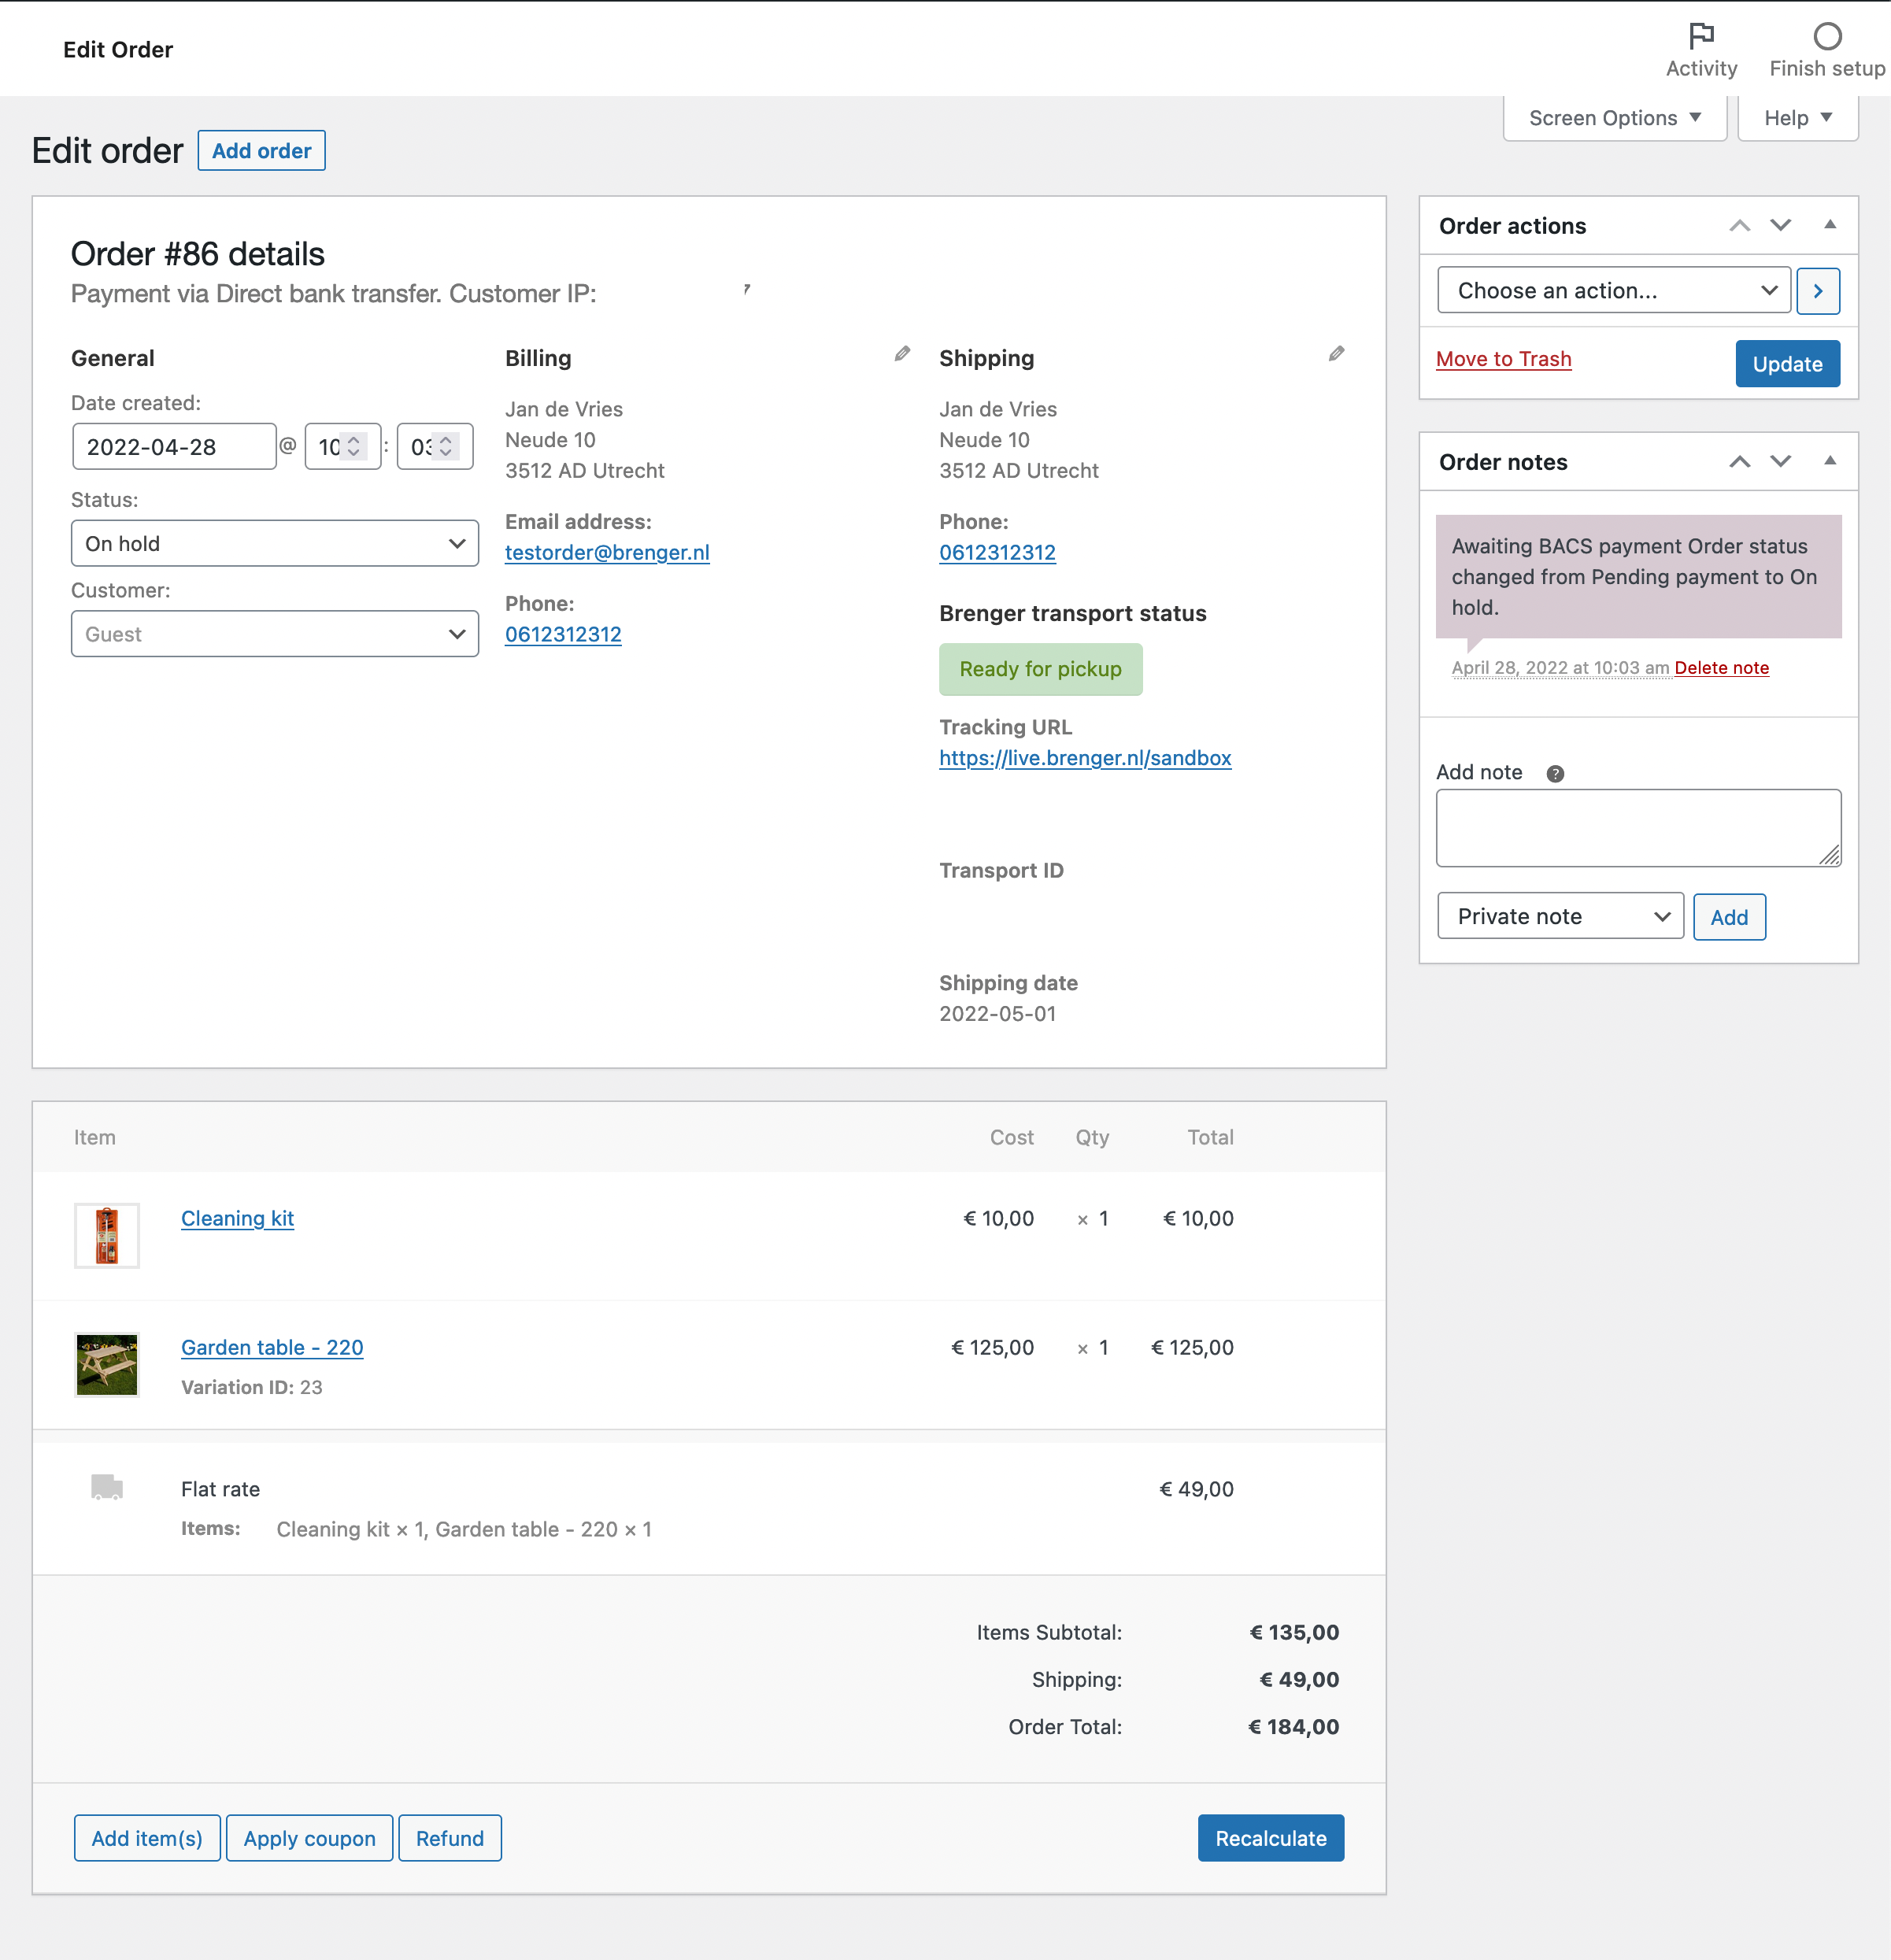 Edit Order
Activity
Finish setup
Screen Options
Help
Edit order
Add order
Order #86 details
Payment via Direct bank transfer. Customer IP:
General
Date created:
2022-04-28 @ 10 : 03
Status:
On hold
Customer:
Guest
Billing
Jan de Vries
Neude 10
3512 AD Utrecht
Email address:
testorder@brenger.nl
Phone:
0612312312
Shipping
Jan de Vries
Neude 10
3512 AD Utrecht
Phone:
0612312312
Brenger transport status
Ready for pickup
Tracking URL
https://live.brenger.nl/sandbox
Transport ID
Shipping date
2022-05-01
Order actions
Choose an action...
Move to Trash
Update
Order notes
Awaiting BACS payment Order status
changed from Pending payment to On
hold.
April 28, 2022 at 10:03 am Delete note
Add note ?
Private note
Add
Item Cost Qty Total
Cleaning kit € 10,00 × 1 € 10,00
Garden table - 220 € 125,00 × 1 € 125,00
Variation ID: 23
Flat rate € 49,00
Items: Cleaning kit × 1, Garden table - 220 × 1
Items Subtotal: € 135,00
Shipping: € 49,00
Order Total: € 184,00
Add item(s)
Apply coupon
Refund
Recalculate